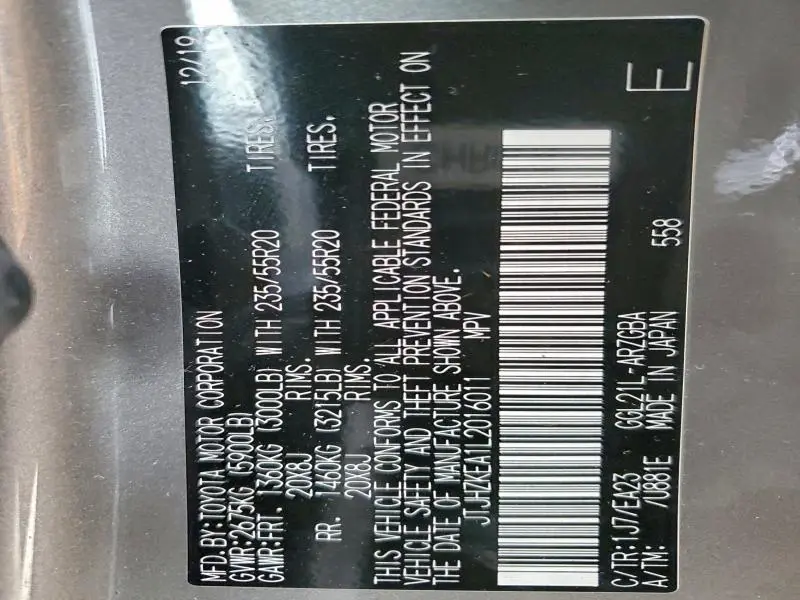 MFD.BY:TOYOTA MOTOR CORPORATION 12/19
GVWR:2675KG (5900LB)
GAWR:FRT. 1360KG (3000LB) WITH 235/55R20 TIRES.
20X8J RIMS.
RR. 1460KG (3215LB) WITH 235/55R20 TIRES.
20X8J RIMS.
THIS VEHICLE CONFORMS TO ALL APPLICABLE FEDERAL MOTOR
VEHICLE SAFETY AND THEFT PREVENTION STANDARDS IN EFFECT ON
THE DATE OF MANUFACTURE SHOWN ABOVE.
JTJHZKEA1L2016011 MPV
C/TR:1J7/EA23 GGL21L-ARZGBA
A/TM: /U881E MADE IN JAPAN 558
E